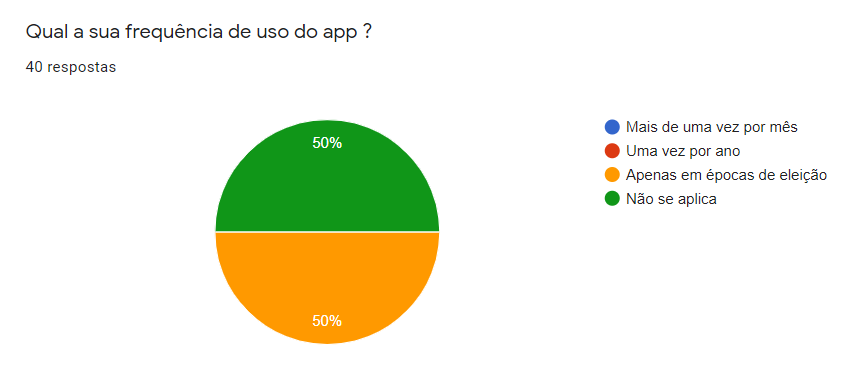 Qual a sua frequência de uso do app ?
40 respostas
50%
50%
Mais de uma vez por mês
Uma vez por ano
Apenas em épocas de eleição
Não se aplica